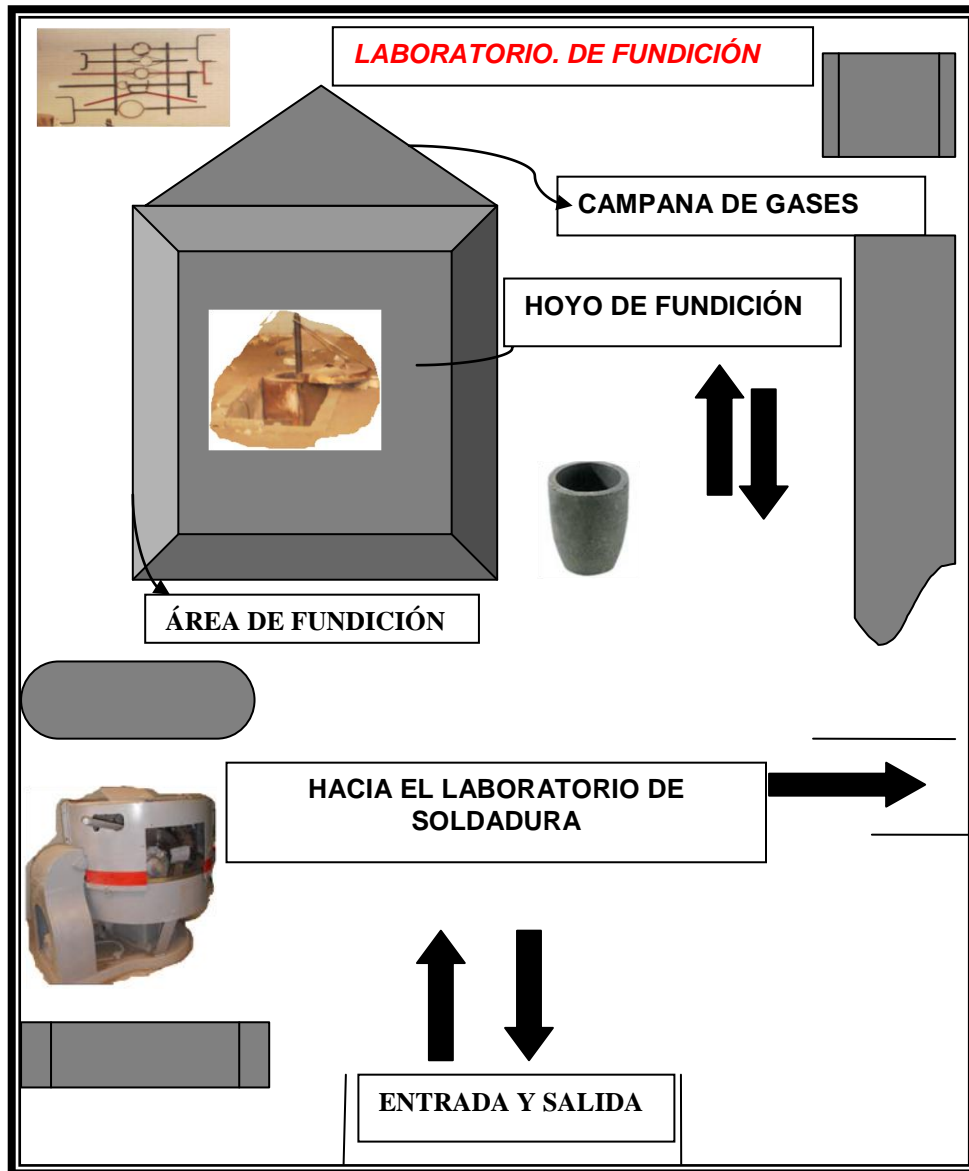 LABORATORIO. DE FUNDICIÓN
CAMPANA DE GASES
HOYO DE FUNDICIÓN
ÁREA DE FUNDICIÓN
HACIA EL LABORATORIO DE
SOLDADURA
ENTRADA Y SALIDA